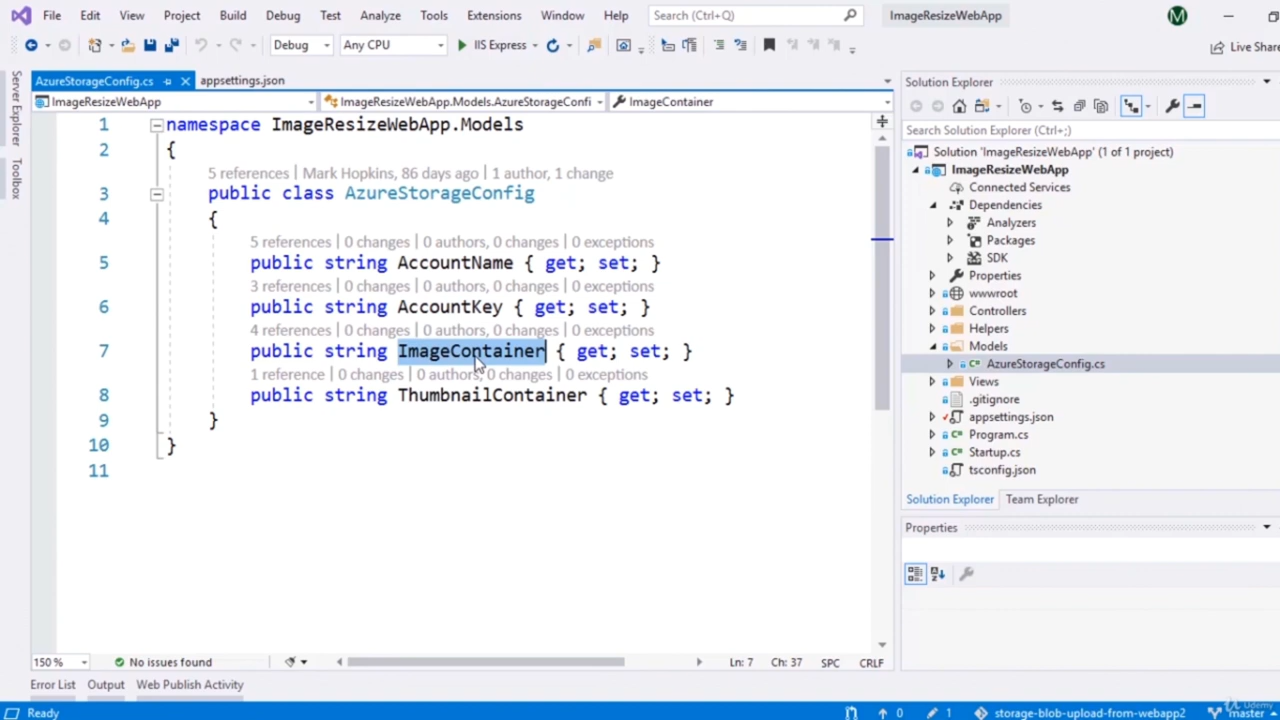 File Edit View Project Build Debug Test Analyze Tools Extensions Window Help Search (Ctrl+Q) ImageResizeWebApp M
Debug Any CPU IIS Express Live Share
Server Explorer
Toolbox
AzureStorageConfig.cs appsettings.json
ImageResizeWebApp ImageResizeWebApp.Models.AzureStorageConfi ImageContainer
1 namespace ImageResizeWebApp.Models
2 {
5 references | Mark Hopkins, 86 days ago | 1 author, 1 change
3 public class AzureStorageConfig
4 {
5 references | 0 changes | 0 authors, 0 changes | 0 exceptions
5 public string AccountName { get; set; }
3 references | 0 changes | 0 authors, 0 changes | 0 exceptions
6 public string AccountKey { get; set; }
4 references | 0 changes | 0 authors, 0 changes | 0 exceptions
7 public string ImageContainer { get; set; }
1 reference | 0 changes | 0 authors, 0 changes | 0 exceptions
8 public string ThumbnailContainer { get; set; }
9 }
10 }
11
150 % No issues found Ln: 7 Ch: 37 SPC CRLF
Error List Output Web Publish Activity
Solution Explorer
Search Solution Explorer (Ctrl+;)
Solution 'ImageResizeWebApp' (1 of 1 project)
ImageResizeWebApp
Connected Services
Dependencies
Analyzers
Packages
SDK
Properties
wwwroot
Controllers
Helpers
Models
C# AzureStorageConfig.cs
Views
.gitignore
appsettings.json
C# Program.cs
C# Startup.cs
tsconfig.json
Solution Explorer Team Explorer
Properties
Ready 0 1 storage-blob-upload-from-webapp2 master
Udemy